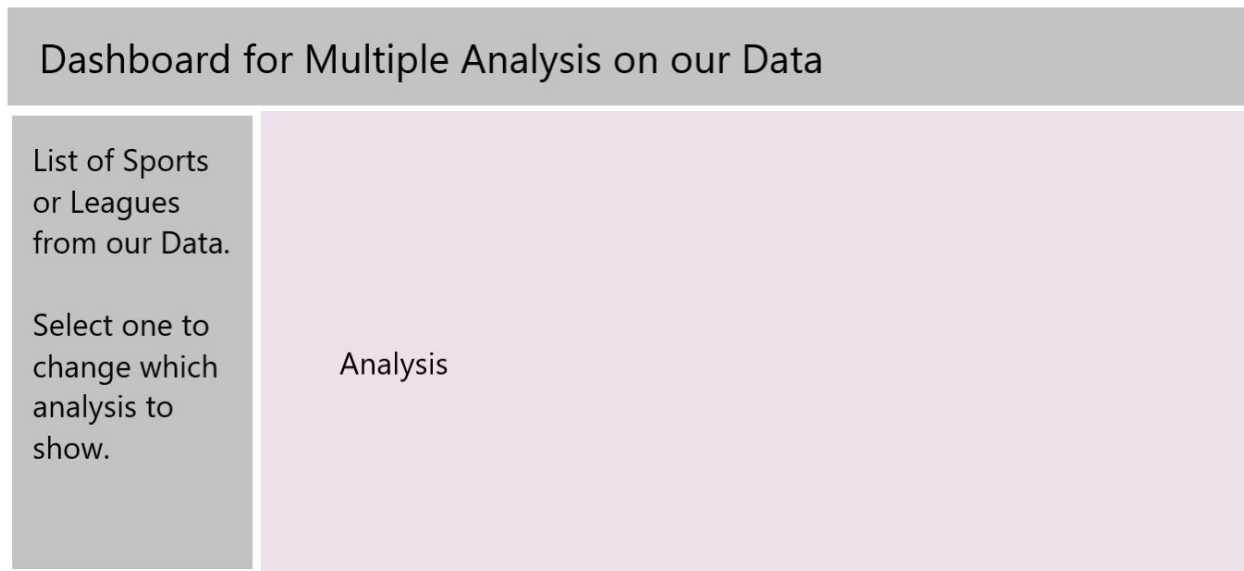 Dashboard for Multiple Analysis on our Data
List of Sports
or Leagues
from our Data.
Select one to
change which
analysis to
show.
Analysis